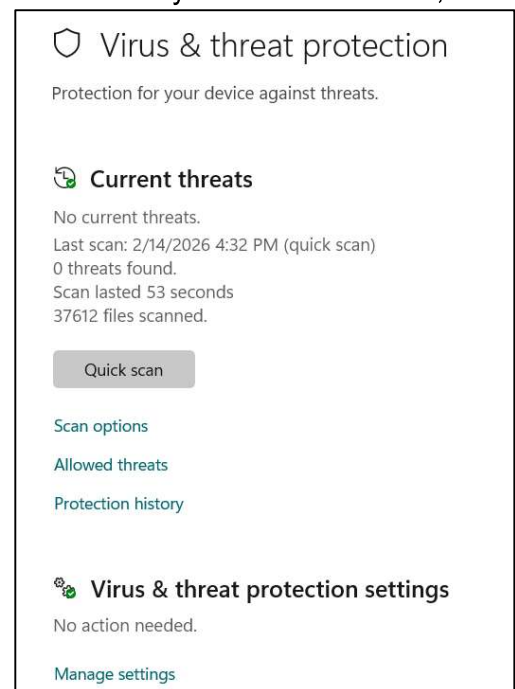 Virus & threat protection
Protection for your device against threats.
Current threats
No current threats.
Last scan: 2/14/2026 4:32 PM (quick scan)
0 threats found.
Scan lasted 53 seconds
37612 files scanned.
Quick scan
Scan options
Allowed threats
Protection history
Virus & threat protection settings
No action needed.
Manage settings